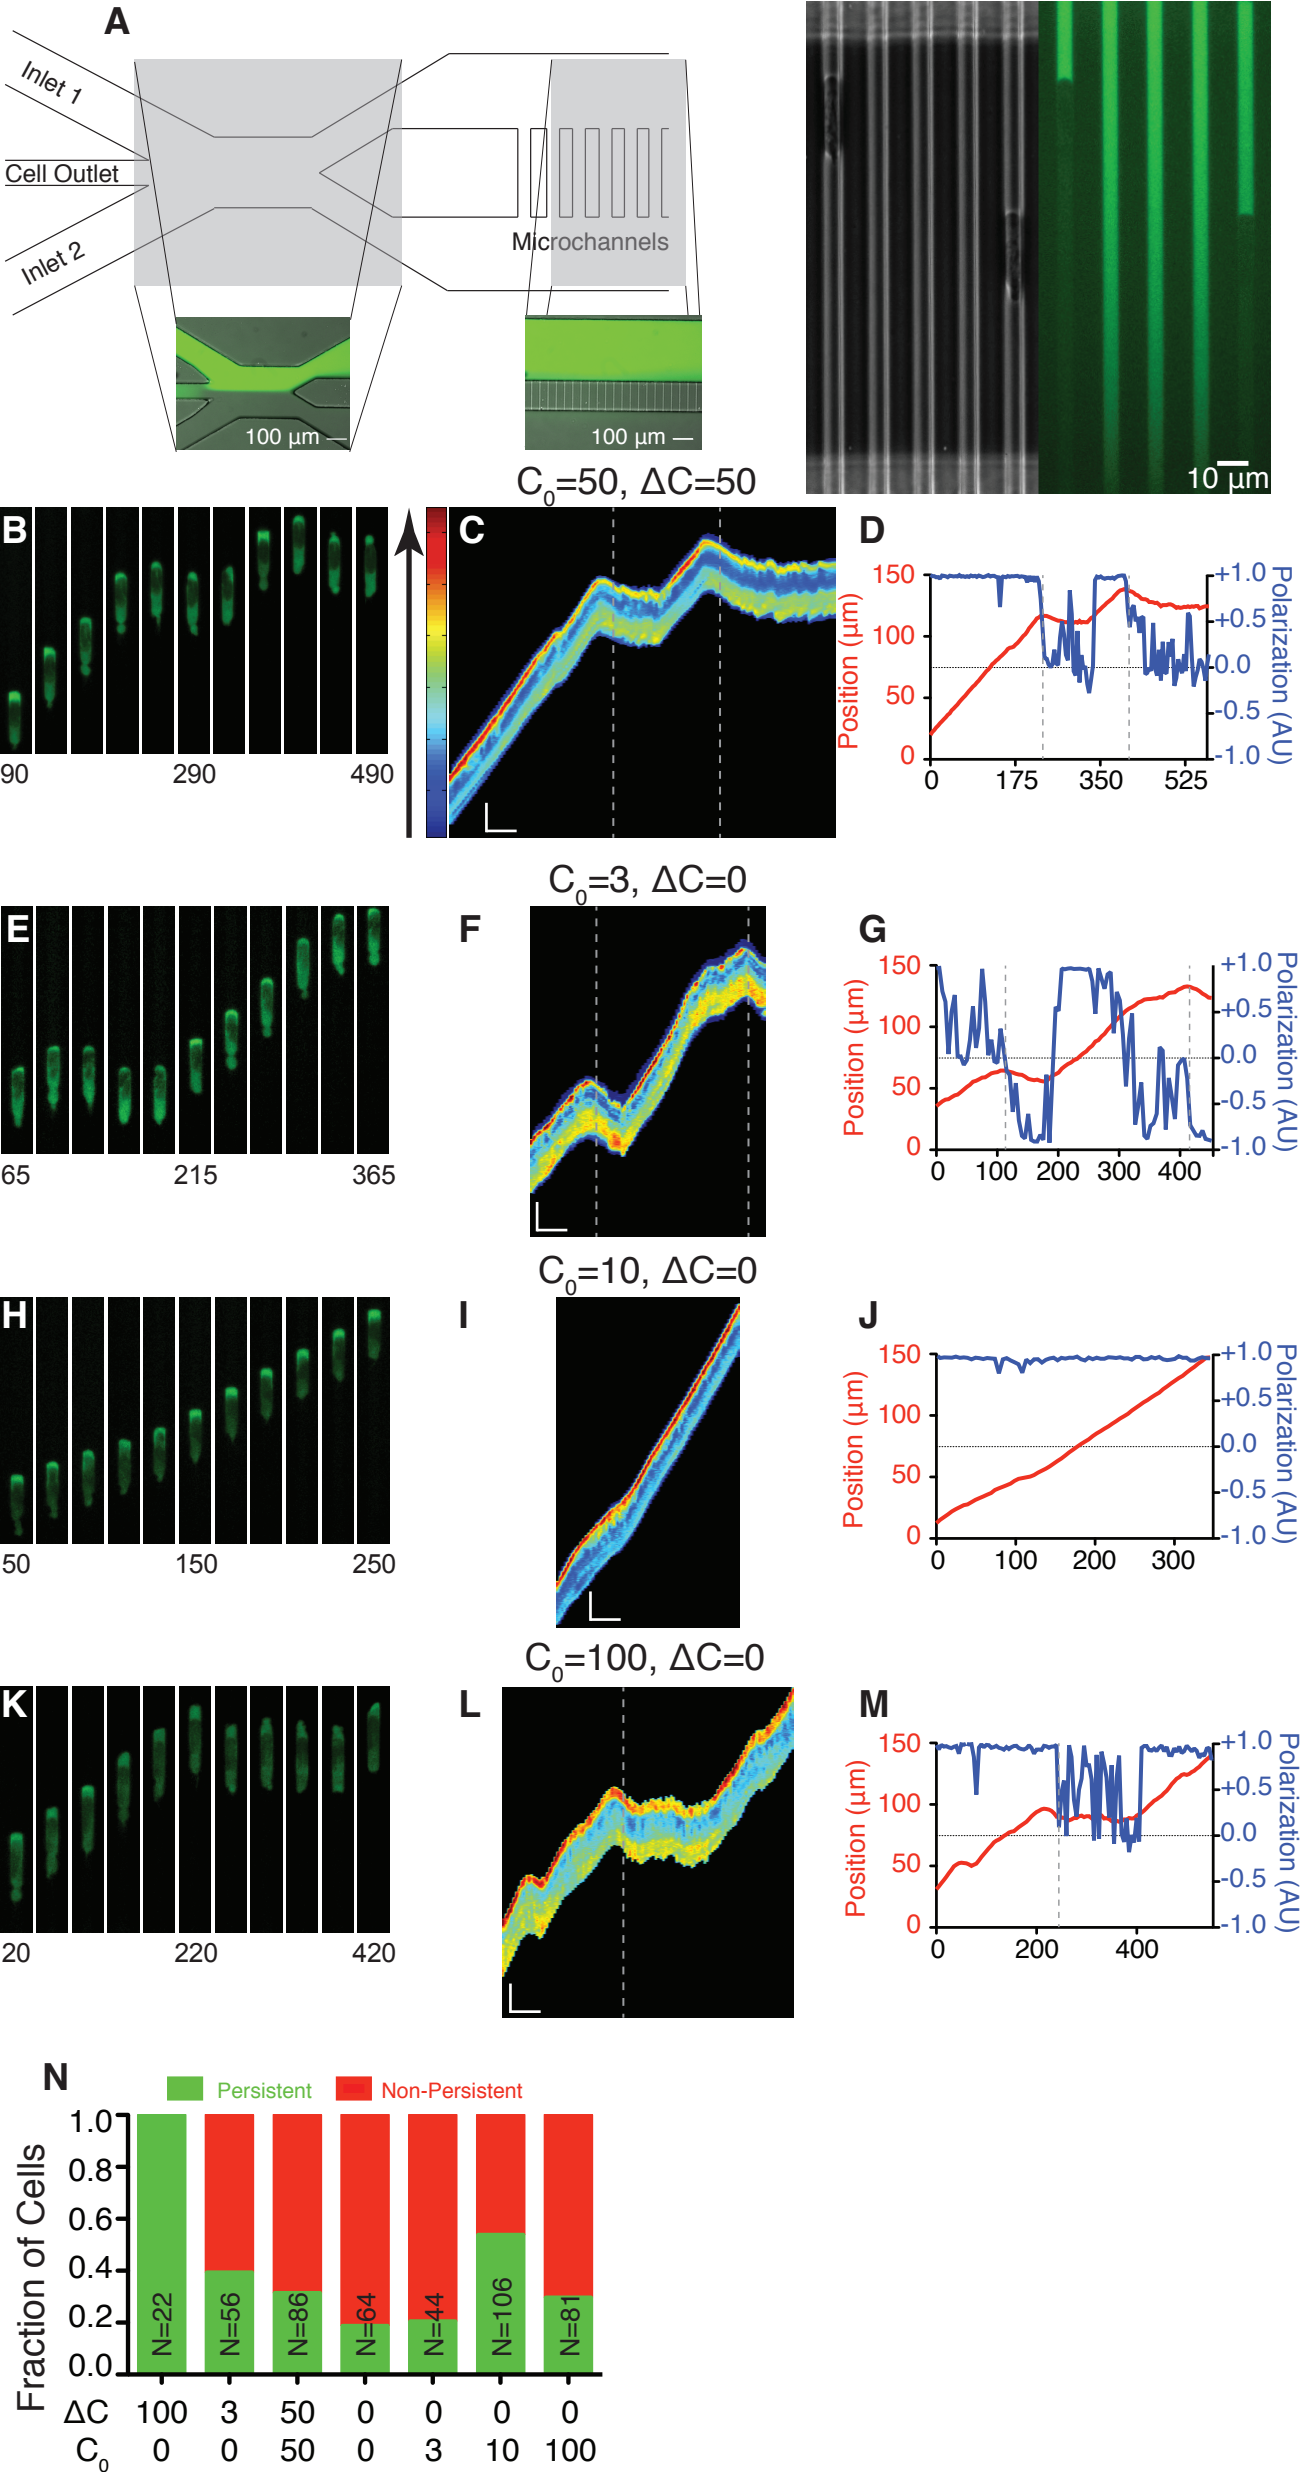 A
Inlet 1
Cell Outlet
Inlet 2
Microchannels
100 µm
100 µm
10 µm
C0=50, ΔC=50
B
90
290
490
C
D
Position (µm)
150
100
50
0
0
175
350
525
+1.0
+0.5
0.0
-0.5
-1.0
Polarization (AU)
C0=3, ΔC=0
E
65
215
365
F
G
Position (µm)
150
100
50
0
0
100
200
300
400
+1.0
+0.5
0.0
-0.5
-1.0
Polarization (AU)
C0=10, ΔC=0
H
50
150
250
I
J
Position (µm)
150
100
50
0
0
100
200
300
+1.0
+0.5
0.0
-0.5
-1.0
Polarization (AU)
C0=100, ΔC=0
K
20
220
420
L
M
Position (µm)
150
100
50
0
0
200
400
+1.0
+0.5
0.0
-0.5
-1.0
Polarization (AU)
N
Persistent
Non-Persistent
Fraction of Cells
1.0
0.8
0.6
0.4
0.2
0.0
N=22
N=56
N=86
N=64
N=44
N=106
N=81
ΔC 100 3 50 0 0 0 0
C0 0 0 50 0 3 10 100